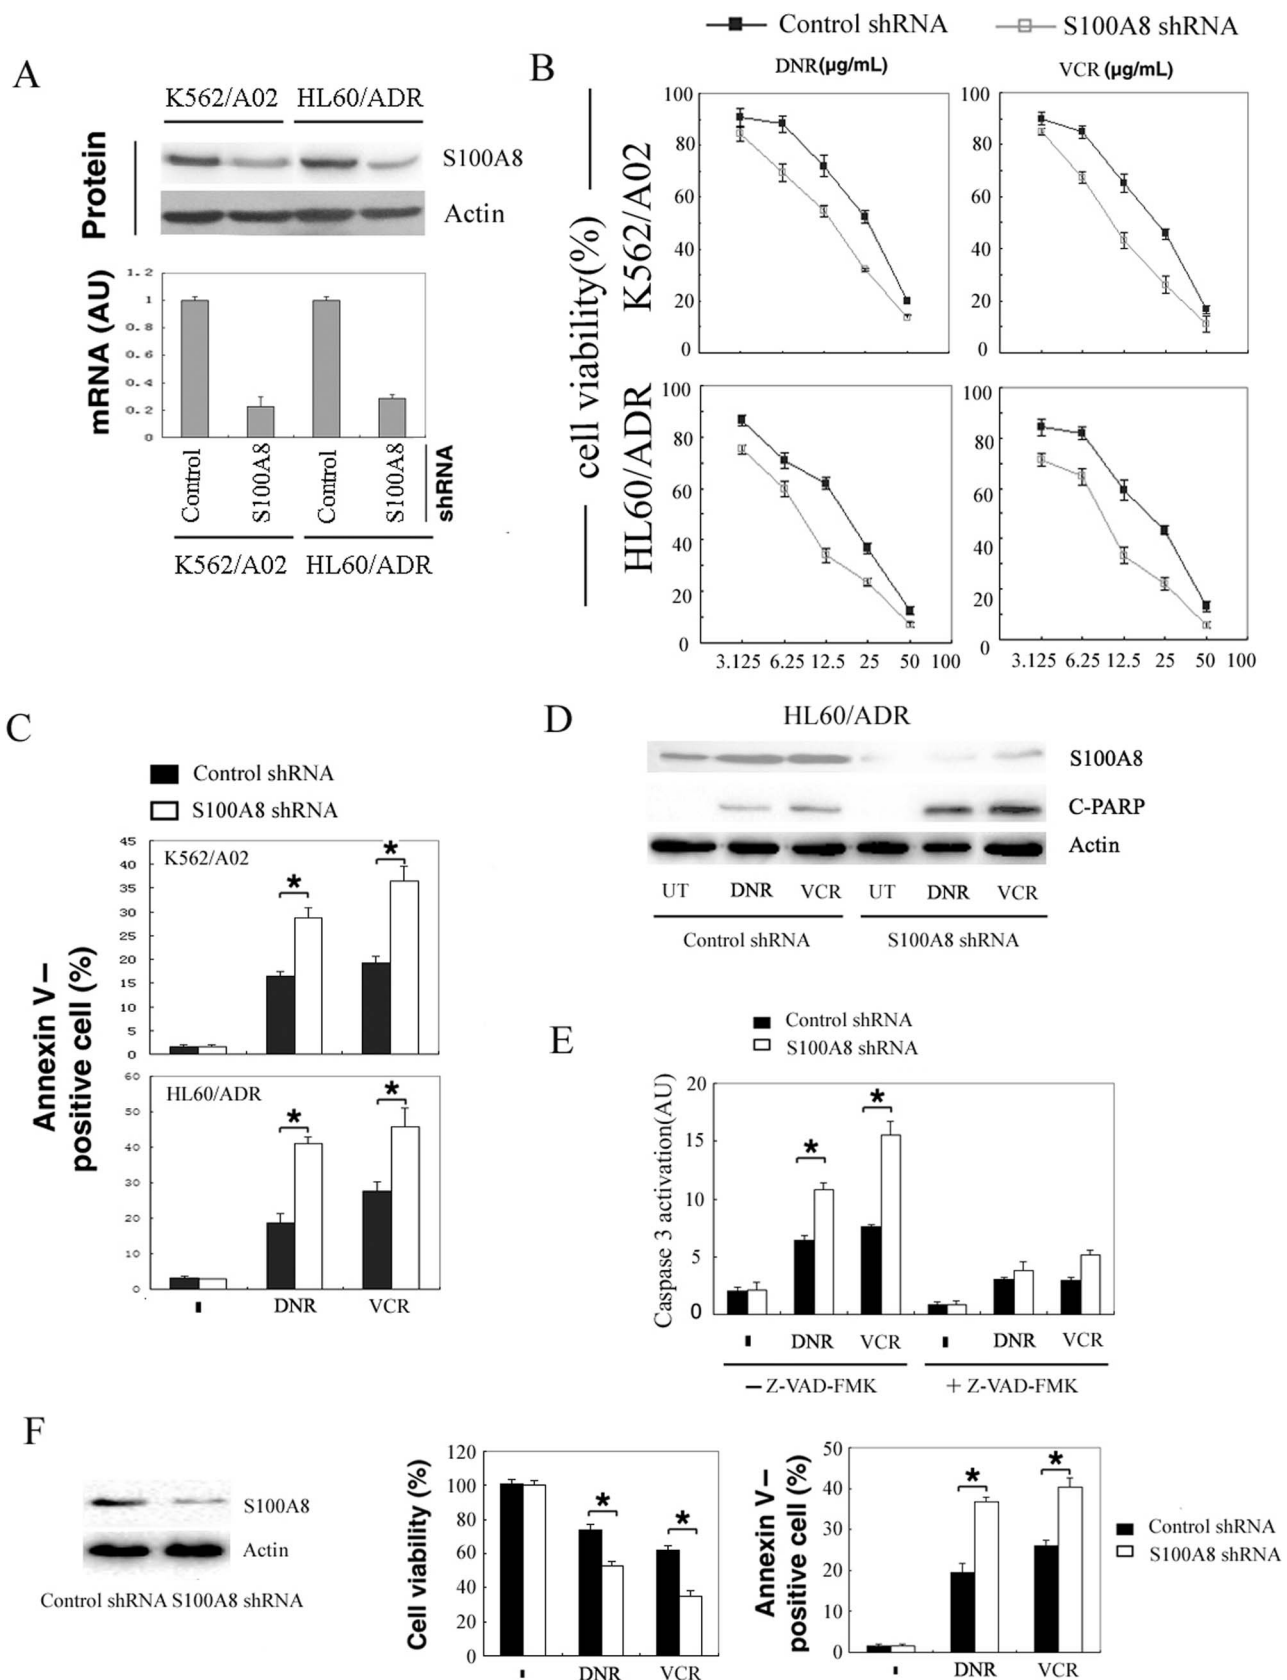 Control shRNA
S100A8 shRNA
A
K562/A02
HL60/ADR
Protein
S100A8
Actin
mRNA (AU)
1.2
1
0.8
0.6
0.4
0.2
0
Control
S100A8
Control
S100A8
shRNA
K562/A02
HL60/ADR
B
DNR(µg/mL)
VCR (µg/mL)
cell viability(%)
K562/A02
HL60/ADR
100
80
60
40
20
0
100
80
60
40
20
0
100
80
60
40
20
0
100
80
60
40
20
0
3.125 6.25 12.5 25 50 100
3.125 6.25 12.5 25 50 100
C
Control shRNA
S100A8 shRNA
Annexin V–
positive cell (%)
K562/A02
45
40
35
30
25
20
15
10
5
0
HL60/ADR
60
50
40
30
20
10
0
* *
* *
- DNR VCR
D
HL60/ADR
S100A8
C-PARP
Actin
UT DNR VCR UT DNR VCR
Control shRNA
S100A8 shRNA
E
Control shRNA
S100A8 shRNA
Caspase 3 activation(AU)
20
15
10
5
0
* *
- DNR VCR - DNR VCR
– Z-VAD-FMK
+ Z-VAD-FMK
F
S100A8
Actin
Control shRNA S100A8 shRNA
Cell viability (%)
120
100
80
60
40
20
0
* *
- DNR VCR
Annexin V–
positive cell (%)
50
40
30
20
10
0
* *
- DNR VCR
Control shRNA
S100A8 shRNA